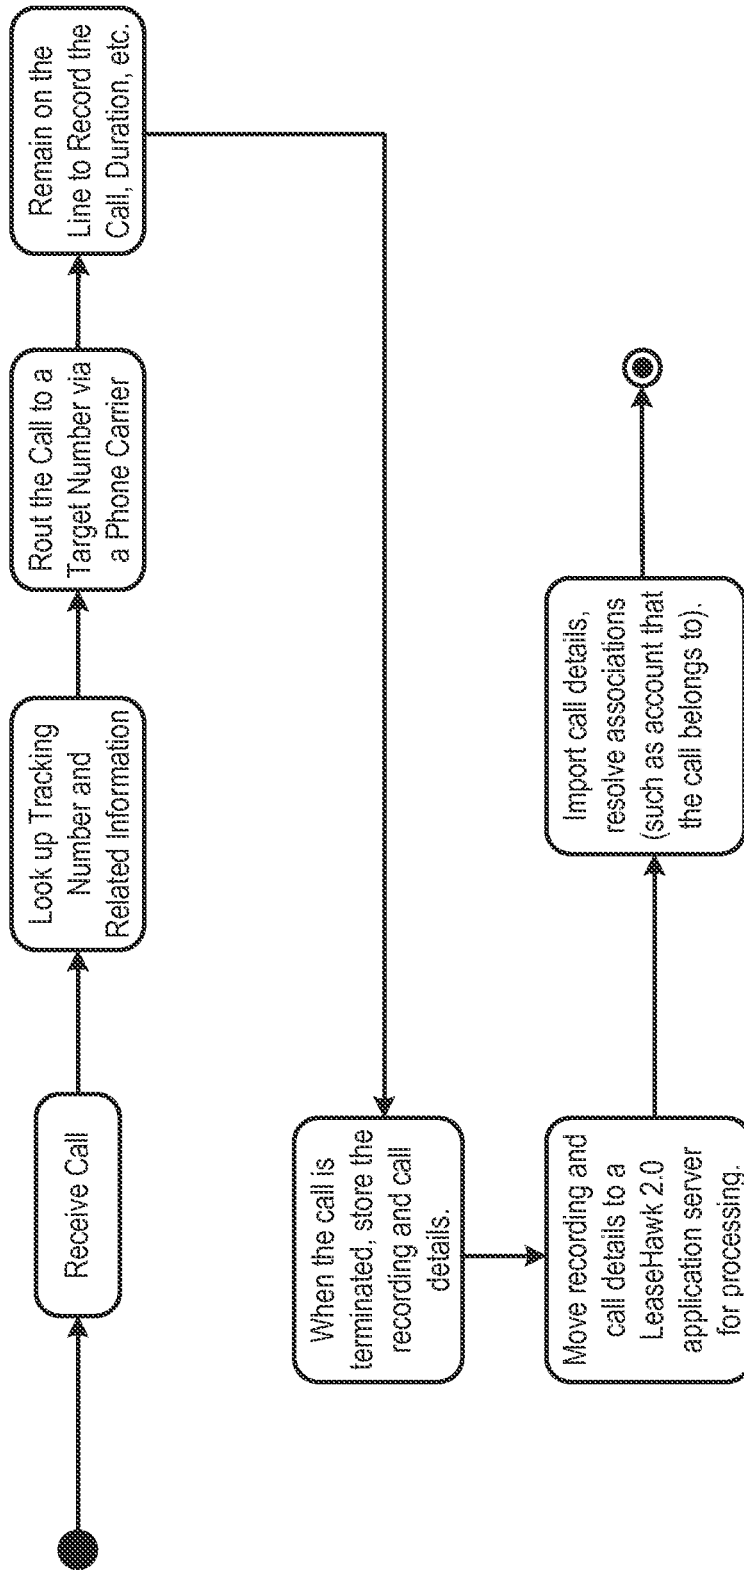 Receive Call
Look up Tracking
Number and
Related Information
Rout the Call to a
Target Number via
a Phone Carrier
Remain on the
Line to Record the
Call, Duration, etc.
When the call is
terminated, store the
recording and call
details.
Move recording and
call details to a
LeaseHawk 2.0
application server
for processing.
Import call details,
resolve associations
(such as account that
the call belongs to).